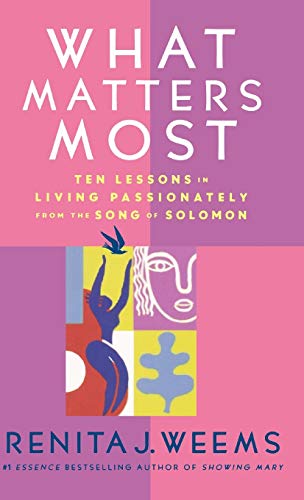 WHAT
MATTERS
MOST
TEN LESSONS IN
LIVING PASSIONATELY
FROM THE SONG OF SOLOMON
RENITA J. WEEMS
#1 ESSENCE BESTSELLING AUTHOR OF SHOWING MARY